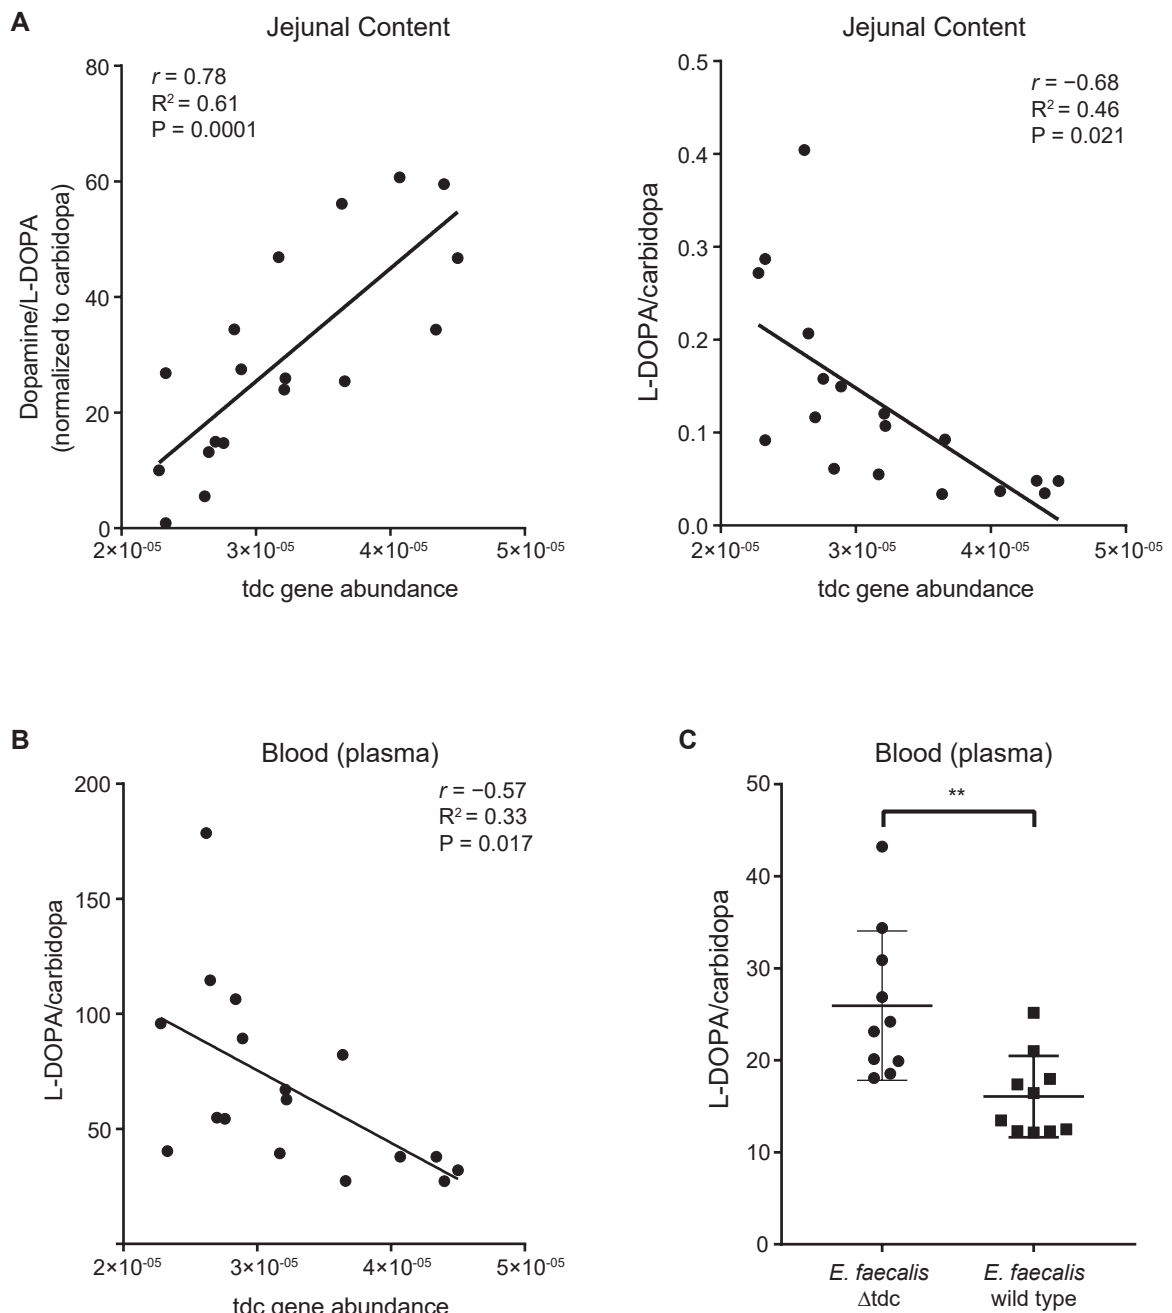 A
Jejunal Content
r = 0.78
R² = 0.61
P = 0.0001
Dopamine/L-DOPA
(normalized to carbidopa)
80
60
40
20
0
2×10⁻⁰⁵ 3×10⁻⁰⁵ 4×10⁻⁰⁵ 5×10⁻⁰⁵
tdc gene abundance
Jejunal Content
r = −0.68
R² = 0.46
P = 0.021
L-DOPA/carbidopa
0.5
0.4
0.3
0.2
0.1
0.0
2×10⁻⁰⁵ 3×10⁻⁰⁵ 4×10⁻⁰⁵ 5×10⁻⁰⁵
tdc gene abundance
B
Blood (plasma)
r = −0.57
R² = 0.33
P = 0.017
L-DOPA/carbidopa
200
150
100
50
2×10⁻⁰⁵ 3×10⁻⁰⁵ 4×10⁻⁰⁵ 5×10⁻⁰⁵
tdc gene abundance
C
Blood (plasma)
**
L-DOPA/carbidopa
50
40
30
20
10
0
E. faecalis
Δtdc
E. faecalis
wild type